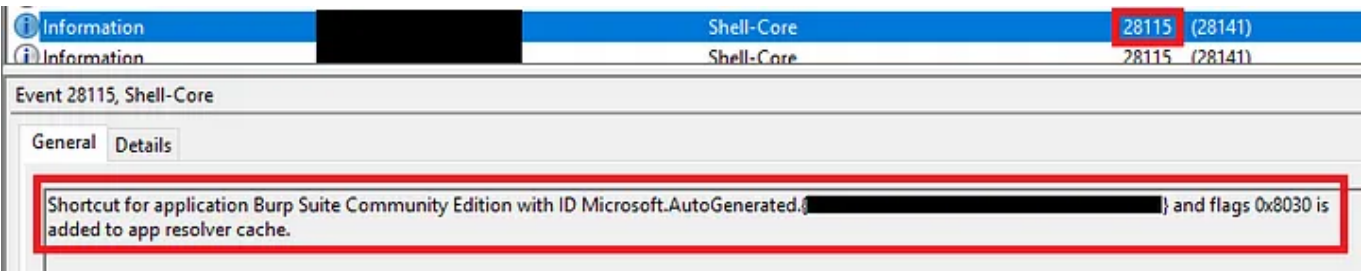 Information Shell-Core 28115 (28141)
Information Shell-Core 28115 (28141)
Event 28115, Shell-Core
General Details
Shortcut for application Burp Suite Community Edition with ID Microsoft.AutoGenerated.{ } and flags 0x8030 is
added to app resolver cache.